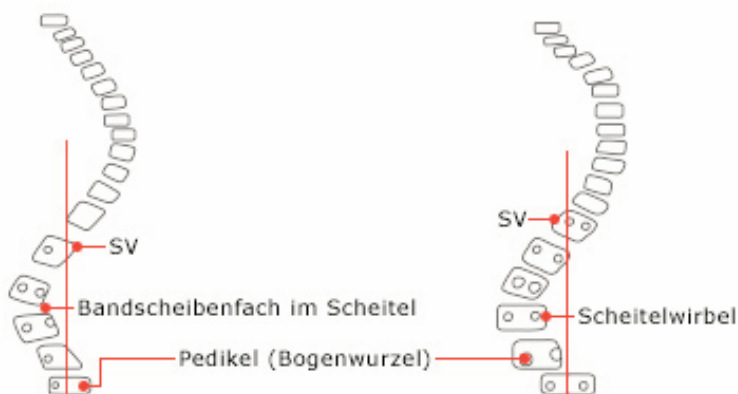 SV
SV
Bandscheibenfach im Scheitel
Scheitelwirbel
Pedikel (Bogenwurzel)